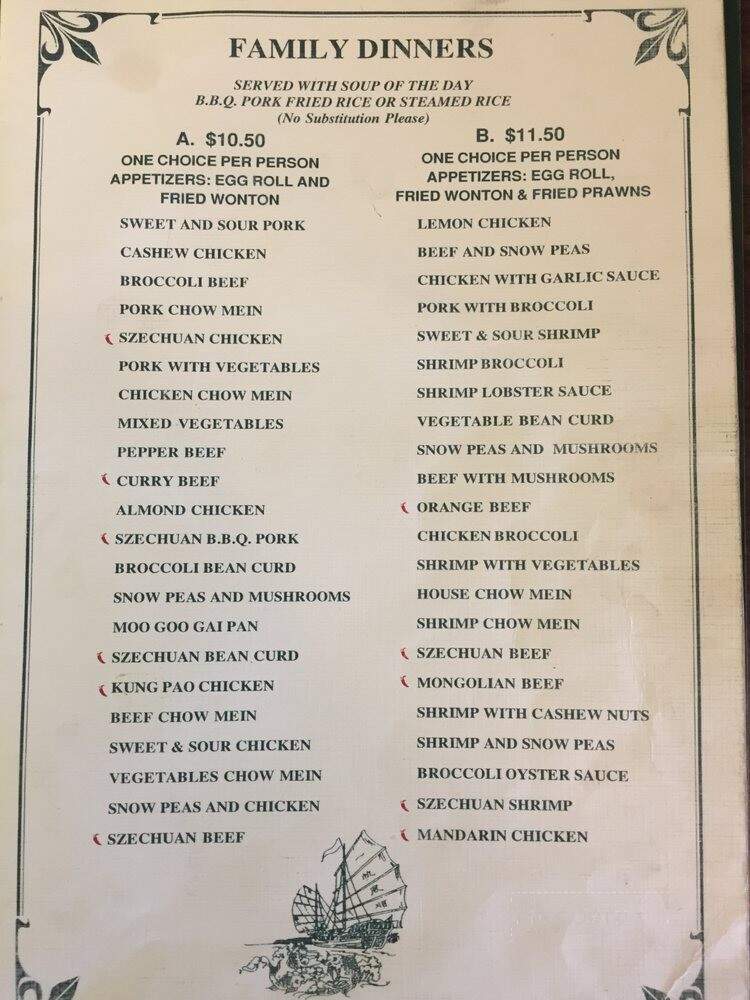 FAMILY DINNERS
SERVED WITH SOUP OF THE DAY
B.B.Q. PORK FRIED RICE OR STEAMED RICE
(No Substitution Please)
A. $10.50
ONE CHOICE PER PERSON
APPETIZERS: EGG ROLL AND
FRIED WONTON
SWEET AND SOUR PORK
CASHEW CHICKEN
BROCCOLI BEEF
PORK CHOW MEIN
SZECHUAN CHICKEN
PORK WITH VEGETABLES
CHICKEN CHOW MEIN
MIXED VEGETABLES
PEPPER BEEF
CURRY BEEF
ALMOND CHICKEN
SZECHUAN B.B.Q. PORK
BROCCOLI BEAN CURD
SNOW PEAS AND MUSHROOMS
MOO GOO GAI PAN
SZECHUAN BEAN CURD
KUNG PAO CHICKEN
BEEF CHOW MEIN
SWEET & SOUR CHICKEN
VEGETABLES CHOW MEIN
SNOW PEAS AND CHICKEN
SZECHUAN BEEF
B. $11.50
ONE CHOICE PER PERSON
APPETIZERS: EGG ROLL,
FRIED WONTON & FRIED PRAWNS
LEMON CHICKEN
BEEF AND SNOW PEAS
CHICKEN WITH GARLIC SAUCE
PORK WITH BROCCOLI
SWEET & SOUR SHRIMP
SHRIMP BROCCOLI
SHRIMP LOBSTER SAUCE
VEGETABLE BEAN CURD
SNOW PEAS AND MUSHROOMS
BEEF WITH MUSHROOMS
ORANGE BEEF
CHICKEN BROCCOLI
SHRIMP WITH VEGETABLES
HOUSE CHOW MEIN
SHRIMP CHOW MEIN
SZECHUAN BEEF
MONGOLIAN BEEF
SHRIMP WITH CASHEW NUTS
SHRIMP AND SNOW PEAS
BROCCOLI OYSTER SAUCE
SZECHUAN SHRIMP
MANDARIN CHICKEN